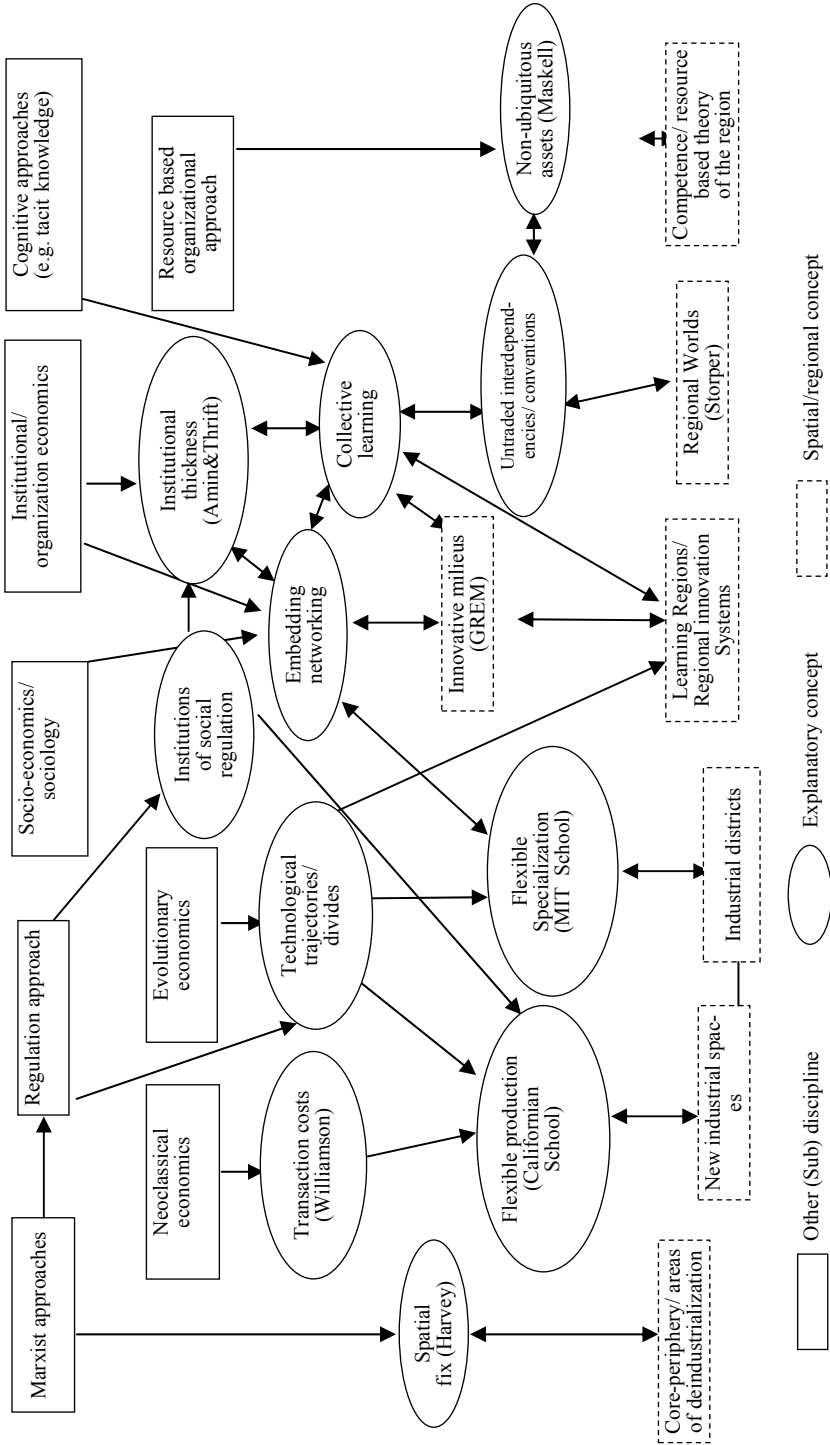 Marxist approaches
Regulation approach
Socio-economics/
sociology
Institutional/
organization economics
Cognitive approaches
(e.g. tacit knowledge)
Neoclassical
economics
Evolutionary
economics
Resource based
organizational
approach
Institutions
of social
regulation
Institutional
thickness
(Amin&Thrift)
Transaction costs
(Williamson)
Technological
trajectories/
divides
Embedding
networking
Collective
learning
Spatial
fix (Harvey)
Flexible production
(Californian
School)
Flexible
Specialization
(MIT School)
Innovative milieus
(GREM)
Untraded interdepend-
encies/ conventions
Non-ubiquitous
assets (Maskell)
Core-periphery/ areas
of deindustrialization
New industrial spac-
es
Industrial districts
Learning Regions/
Regional innovation
Systems
Regional Worlds
(Storper)
Competence/ resource
based theory
of the region
Other (Sub) discipline
Explanatory concept
Spatial/regional concept